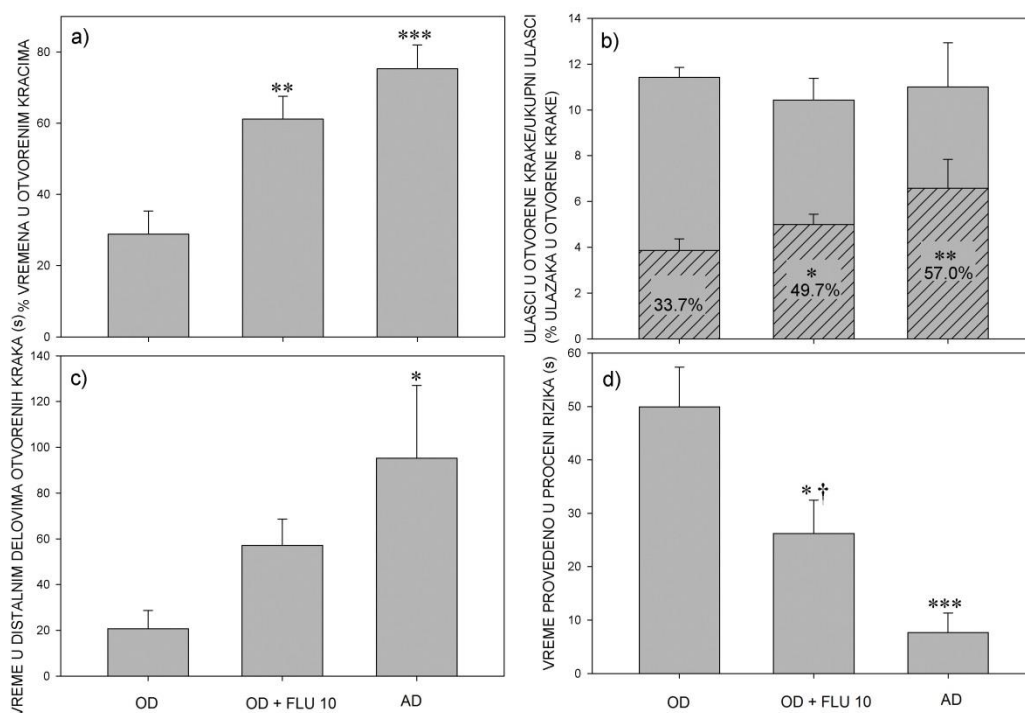 a)
% VREMENA U OTVORENIM KRACIMA
80
60
40
20
0
**
***
b)
ULASCI U OTVORENE KRAKE/UKUPNI ULASCI
(% ULAZAKA U OTVORENE KRAKE)
14
12
10
8
6
4
2
0
33.7%
*
49.7%
**
57.0%
c)
VREME U DISTALNIM DELOVIMA OTVORENIH KRAKA (s)
140
120
100
80
60
40
20
0
*
OD
OD + FLU 10
AD
d)
VREME PROVEDENO U PROCENI RIZIKA (s)
60
50
40
30
20
10
0
* †
***
OD
OD + FLU 10
AD